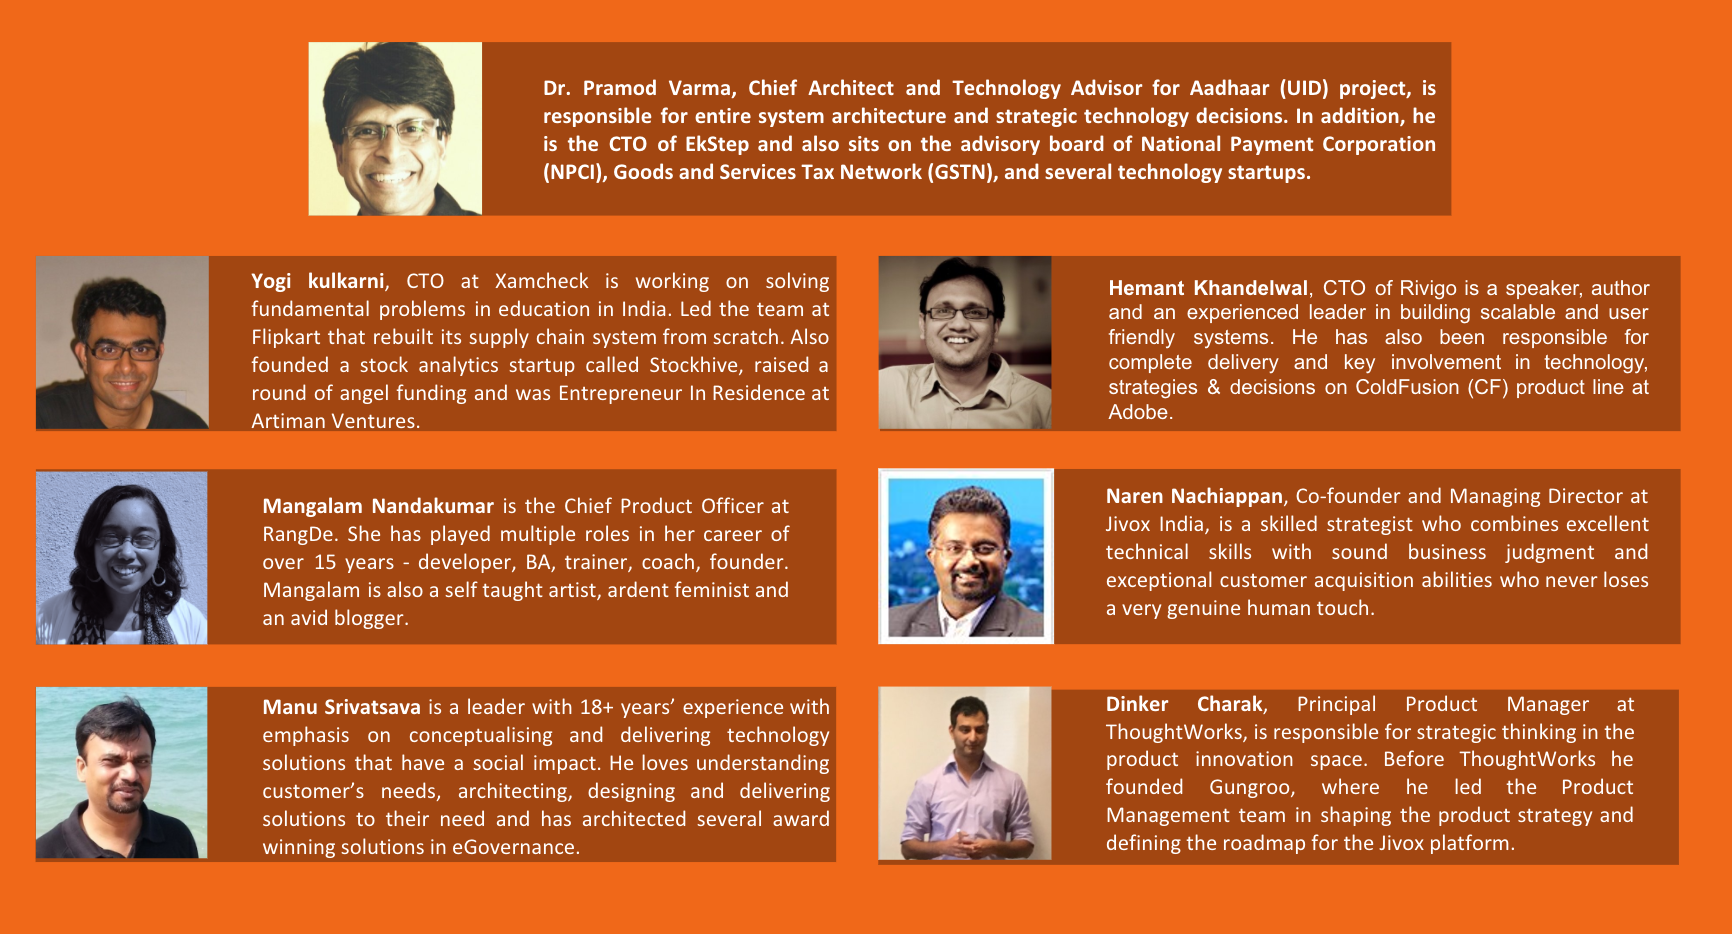 Dr. Pramod Varma, Chief Architect and Technology Advisor for Aadhaar (UID) project, is
responsible for entire system architecture and strategic technology decisions. In addition, he
is the CTO of EkStep and also sits on the advisory board of National Payment Corporation
(NPCI), Goods and Services Tax Network (GSTN), and several technology startups.
Yogi kulkarni, CTO at Xamcheck is working on solving
fundamental problems in education in India. Led the team at
Flipkart that rebuilt its supply chain system from scratch. Also
founded a stock analytics startup called Stockhive, raised a
round of angel funding and was Entrepreneur In Residence at
Artiman Ventures.
Hemant Khandelwal, CTO of Rivigo is a speaker, author
and an experienced leader in building scalable and user
friendly systems. He has also been responsible for
complete delivery and key involvement in technology,
strategies & decisions on ColdFusion (CF) product line at
Adobe.
Mangalam Nandakumar is the Chief Product Officer at
RangDe. She has played multiple roles in her career of
over 15 years - developer, BA, trainer, coach, founder.
Mangalam is also a self taught artist, ardent feminist and
an avid blogger.
Naren Nachiappan, Co-founder and Managing Director at
Jivox India, is a skilled strategist who combines excellent
technical skills with sound business judgment and
exceptional customer acquisition abilities who never loses
a very genuine human touch.
Manu Srivatsava is a leader with 18+ years’ experience with
emphasis on conceptualising and delivering technology
solutions that have a social impact. He loves understanding
customer’s needs, architecting, designing and delivering
solutions to their need and has architected several award
winning solutions in eGovernance.
Dinker Charak, Principal Product Manager at
ThoughtWorks, is responsible for strategic thinking in the
product innovation space. Before ThoughtWorks he
founded Gungroo, where he led the Product
Management team in shaping the product strategy and
defining the roadmap for the Jivox platform.